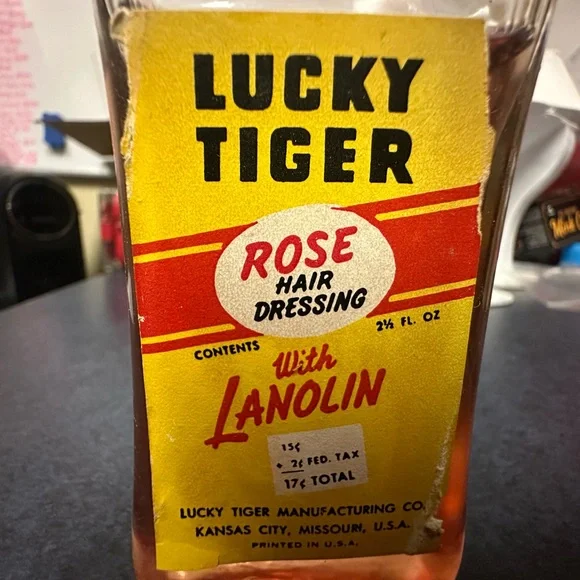 LUCKY
TIGER
ROSE
HAIR
DRESSING
CONTENTS 2½ FL. OZ
With
LANOLIN
15¢
+ 2¢ FED. TAX
17¢ TOTAL
LUCKY TIGER MANUFACTURING CO.
KANSAS CITY, MISSOURI, U.S.A.
PRINTED IN U.S.A.